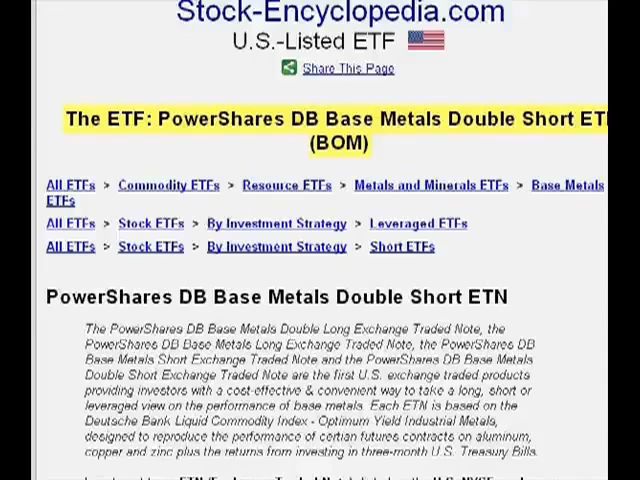 Stock-Encyclopedia.com
U.S.-Listed ETF
Share This Page
The ETF: PowerShares DB Base Metals Double Short ET
(BOM)
All ETFs > Commodity ETFs > Resource ETFs > Metals and Minerals ETFs > Base Metals
ETFs
All ETFs > Stock ETFs > By Investment Strategy > Leveraged ETFs
All ETFs > Stock ETFs > By Investment Strategy > Short ETFs
PowerShares DB Base Metals Double Short ETN
The PowerShares DB Base Metals Double Long Exchange Traded Note, the
PowerShares DB Base Metals Long Exchange Traded Note, the PowerShares DB
Base Metals Short Exchange Traded Note and the PowerShares DB Base Metals
Double Short Exchange Traded Note are the first U.S. exchange traded products
providing investors with a cost-effective & convenient way to take a long, short or
leveraged view on the performance of base metals. Each ETN is based on the
Deutsche Bank Liquid Commodity Index - Optimum Yield Industrial Metals,
designed to reproduce the performance of certian futures contracts on aluminum,
copper and zinc plus the returns from investing in three-month U.S. Treasury Bills.